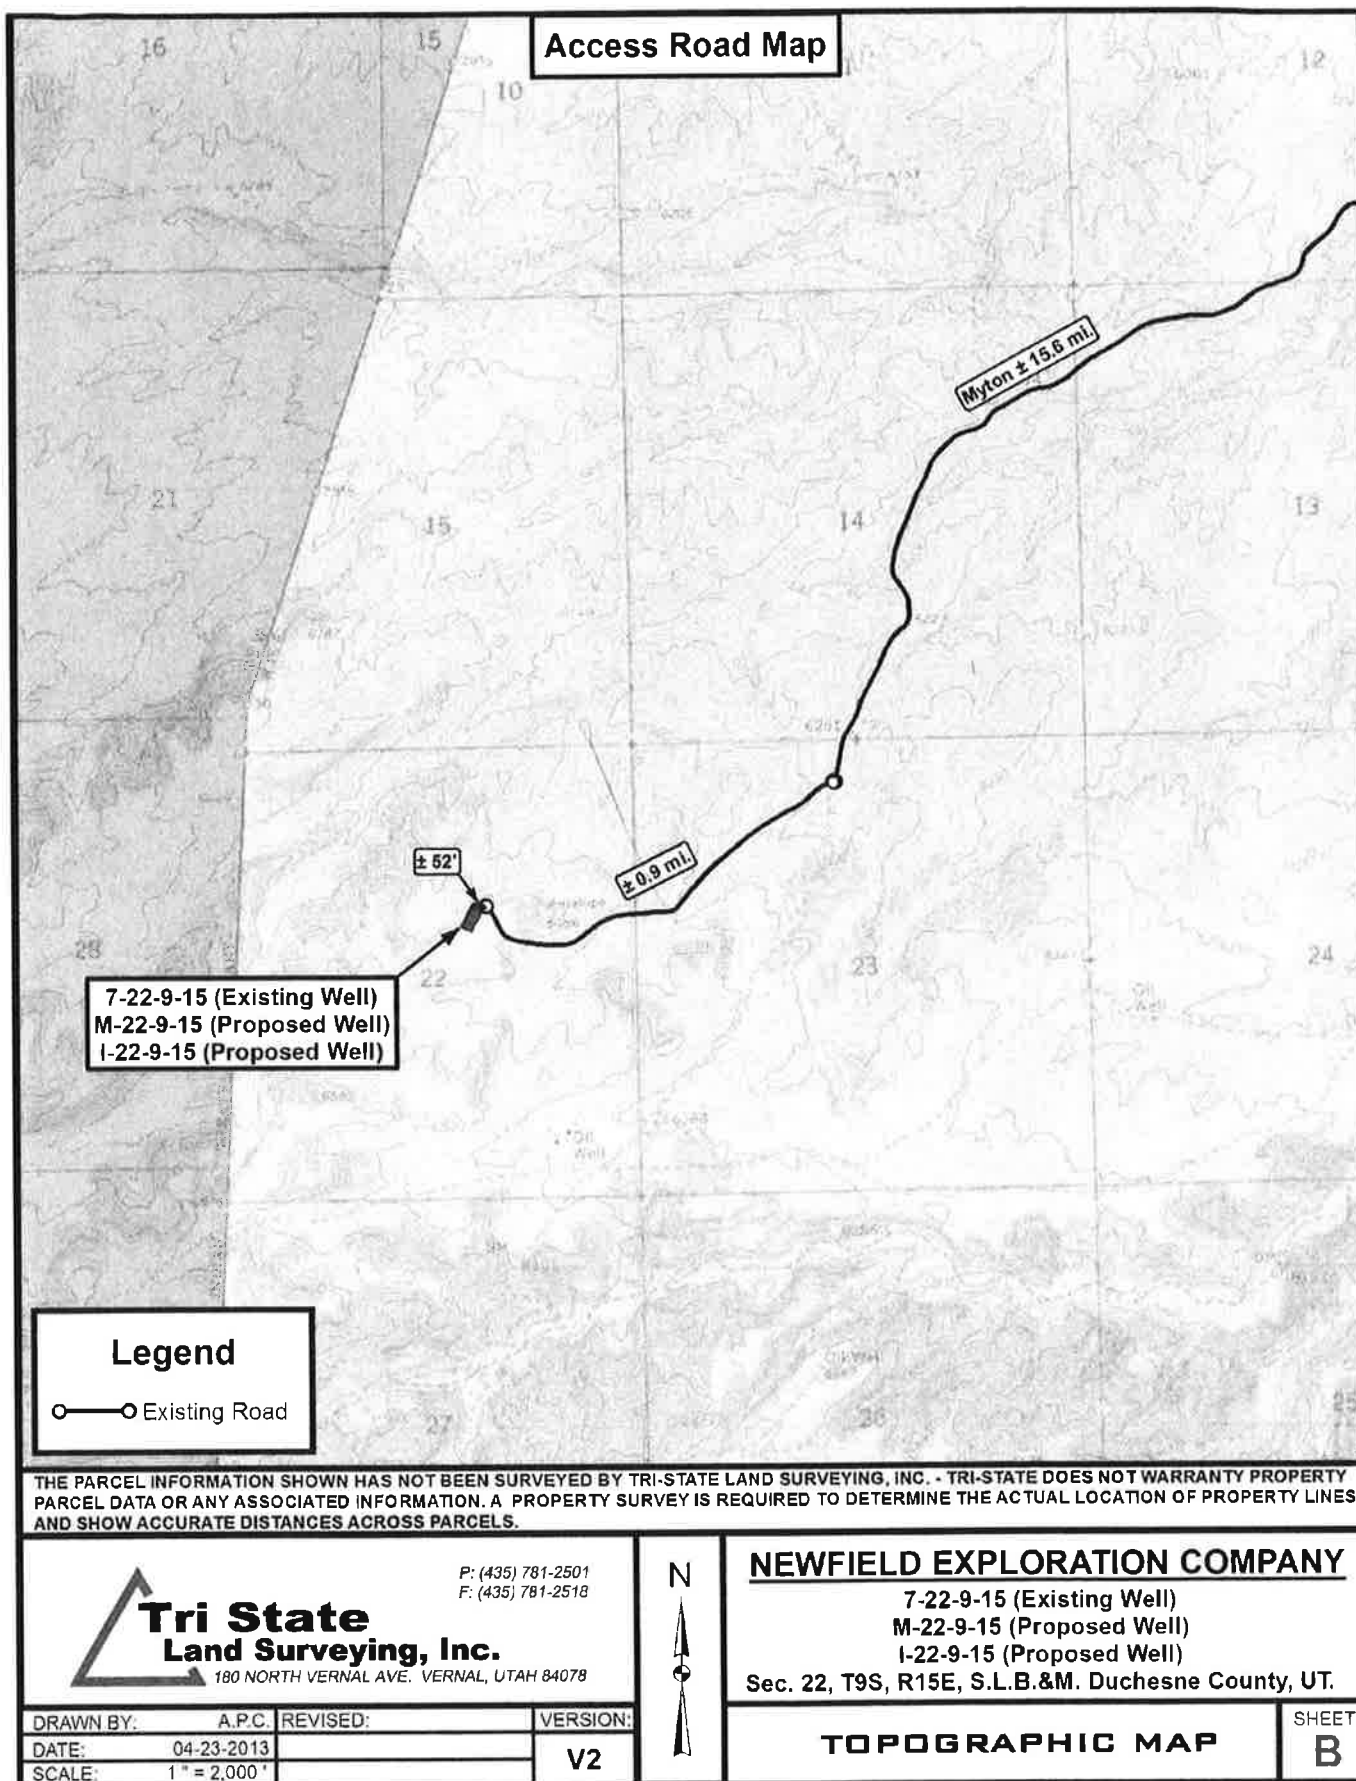 Access Road Map
16
15
10
12
Myton ± 15.6 mi.
21
15
14
13
± 52'
± 0.9 mi.
28
22
23
24
7-22-9-15 (Existing Well)
M-22-9-15 (Proposed Well)
I-22-9-15 (Proposed Well)
Legend
Existing Road
27
26
25
THE PARCEL INFORMATION SHOWN HAS NOT BEEN SURVEYED BY TRI-STATE LAND SURVEYING, INC. - TRI-STATE DOES NOT WARRANTY PROPERTY
PARCEL DATA OR ANY ASSOCIATED INFORMATION. A PROPERTY SURVEY IS REQUIRED TO DETERMINE THE ACTUAL LOCATION OF PROPERTY LINES
AND SHOW ACCURATE DISTANCES ACROSS PARCELS.
P: (435) 781-2501
F: (435) 781-2518
Tri State
Land Surveying, Inc.
180 NORTH VERNAL AVE. VERNAL, UTAH 84078
N
NEWFIELD EXPLORATION COMPANY
7-22-9-15 (Existing Well)
M-22-9-15 (Proposed Well)
I-22-9-15 (Proposed Well)
Sec. 22, T9S, R15E, S.L.B.&M. Duchesne County, UT.
DRAWN BY: A.P.C. REVISED: VERSION:
DATE: 04-23-2013 V2
SCALE: 1" = 2,000'
TOPOGRAPHIC MAP
SHEET
B